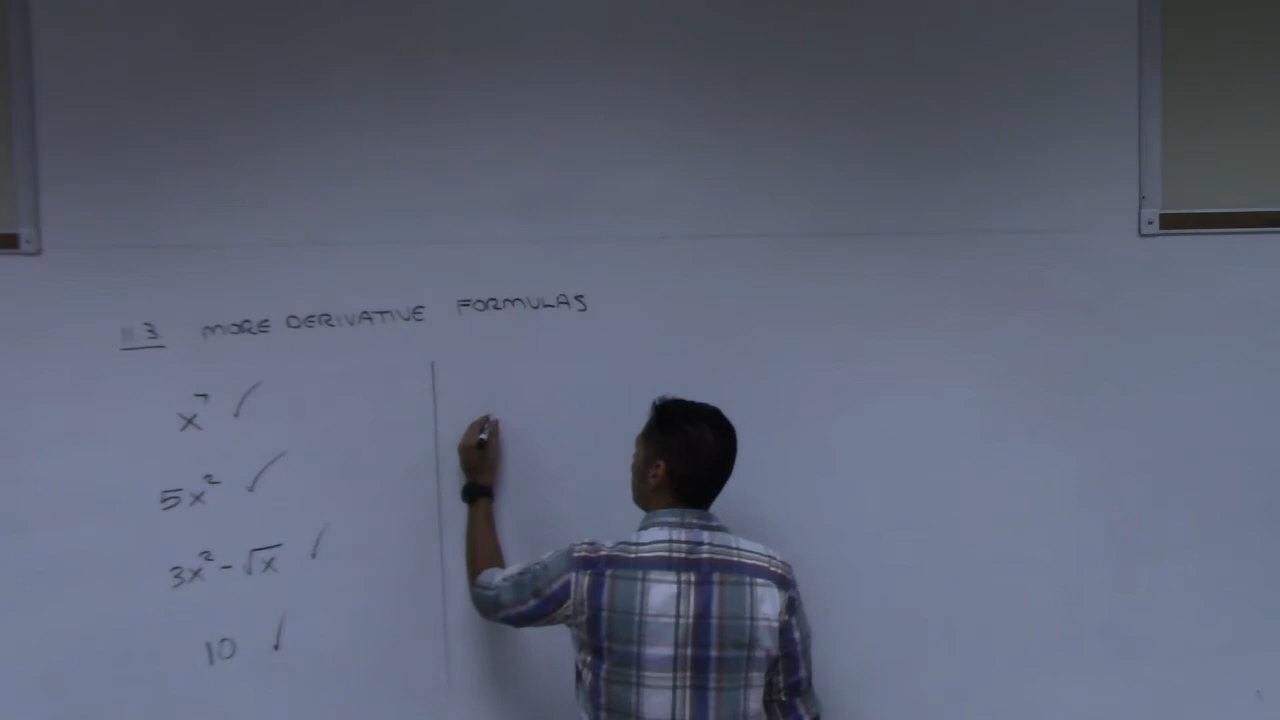 11.3 MORE DERIVATIVE FORMULAS
x⁷ ✓
5x² ✓
3x² - √x ✓
10 ✓